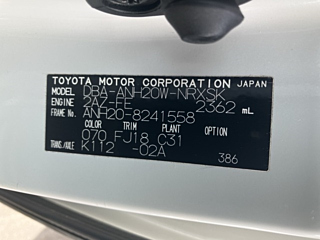 TOYOTA MOTOR CORPORATION JAPAN
MODEL DBA-ANH20W-NRXSK
ENGINE 2AZ-FE 2362 mL
FRAME No. ANH20-8241558
COLOR TRIM PLANT OPTION
070 FJ18 C31
TRANS./AXLE K112 -02A
386